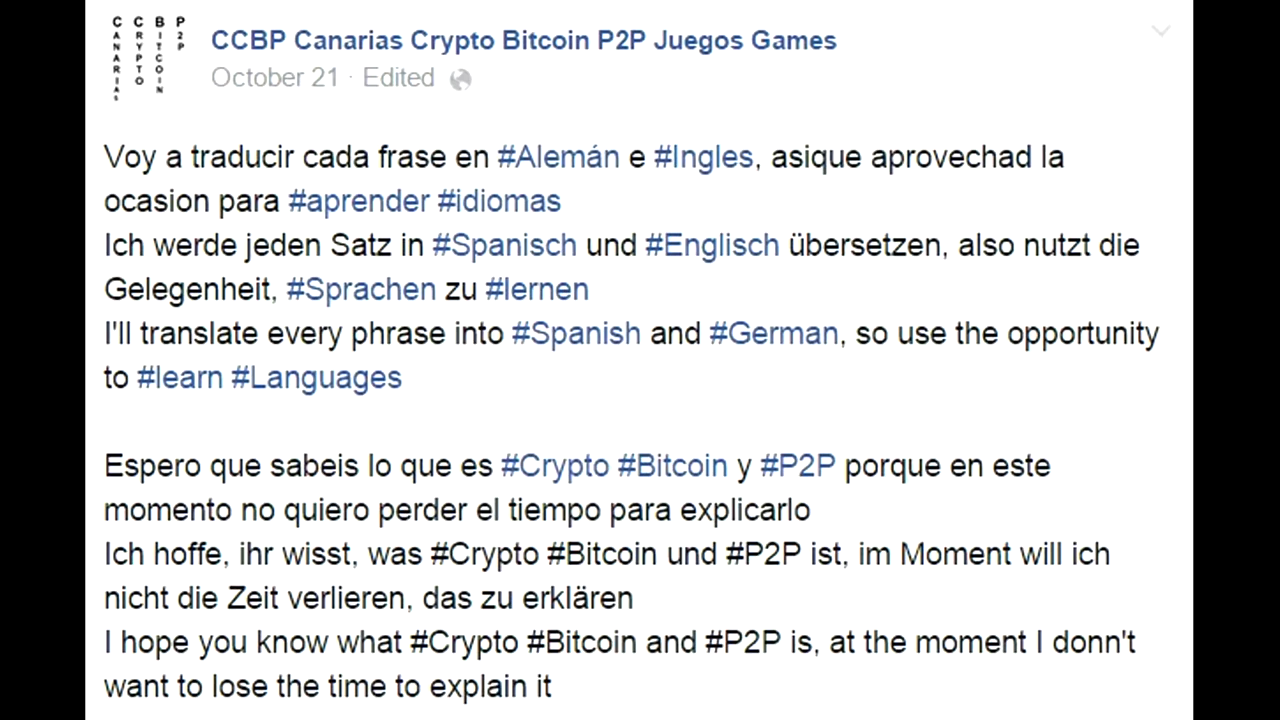 CANARIAS CRYPTO BITCOIN P2P
CCBP Canarias Crypto Bitcoin P2P Juegos Games
October 21 · Edited
Voy a traducir cada frase en #Alemán e #Ingles, asique aprovechad la
ocasion para #aprender #idiomas
Ich werde jeden Satz in #Spanisch und #Englisch übersetzen, also nutzt die
Gelegenheit, #Sprachen zu #lernen
I'll translate every phrase into #Spanish and #German, so use the opportunity
to #learn #Languages
Espero que sabeis lo que es #Crypto #Bitcoin y #P2P porque en este
momento no quiero perder el tiempo para explicarlo
Ich hoffe, ihr wisst, was #Crypto #Bitcoin und #P2P ist, im Moment will ich
nicht die Zeit verlieren, das zu erklären
I hope you know what #Crypto #Bitcoin and #P2P is, at the moment I donn't
want to lose the time to explain it